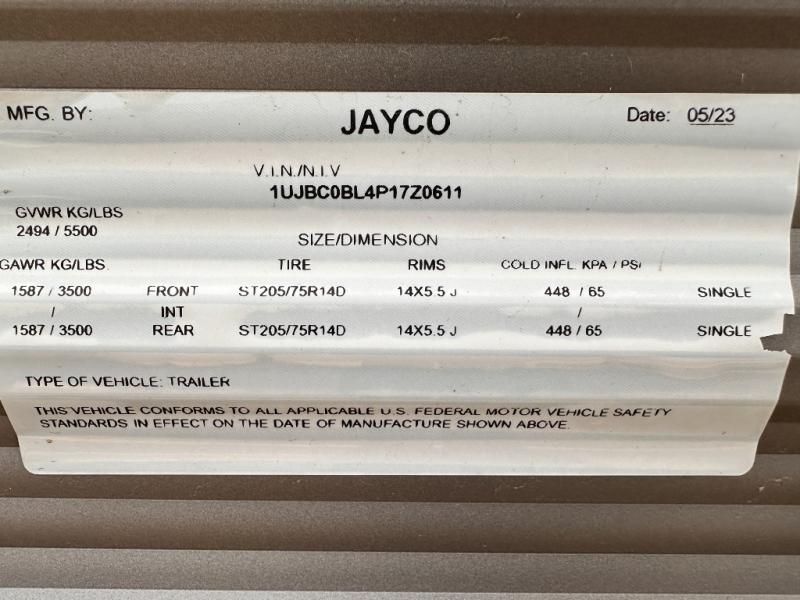 MFG. BY: JAYCO Date: 05/23
V.I.N./N.I.V
1UJBC0BL4P17Z0611
GVWR KG/LBS
2494 / 5500
SIZE/DIMENSION
GAWR KG/LBS. TIRE RIMS COLD INFL. KPA / PSI
1587 / 3500 FRONT ST205/75R14D 14X5.5 J 448 / 65 SINGLE
/ INT /
1587 / 3500 REAR ST205/75R14D 14X5.5 J 448 / 65 SINGLE
TYPE OF VEHICLE: TRAILER
THIS VEHICLE CONFORMS TO ALL APPLICABLE U.S. FEDERAL MOTOR VEHICLE SAFETY
STANDARDS IN EFFECT ON THE DATE OF MANUFACTURE SHOWN ABOVE.